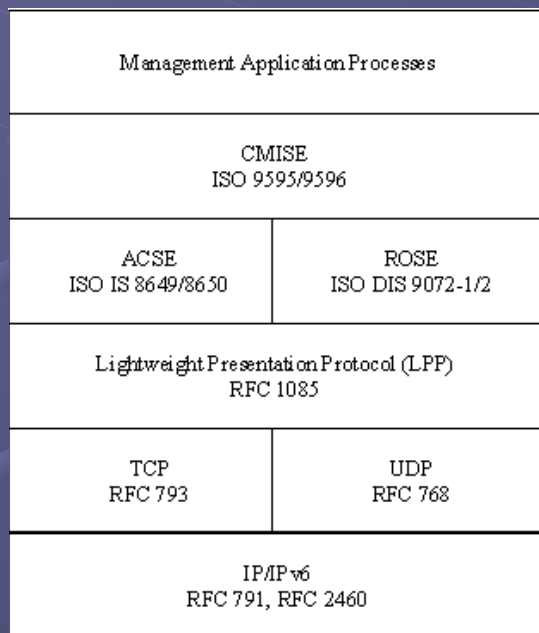 Management Application Processes
CMISE
ISO 9595/9596
ACSE
ISO IS 8649/8650
ROSE
ISO DIS 9072-1/2
Lightweight Presentation Protocol (LPP)
RFC 1085
TCP
RFC 793
UDP
RFC 768
IP/IPv6
RFC 791, RFC 2460